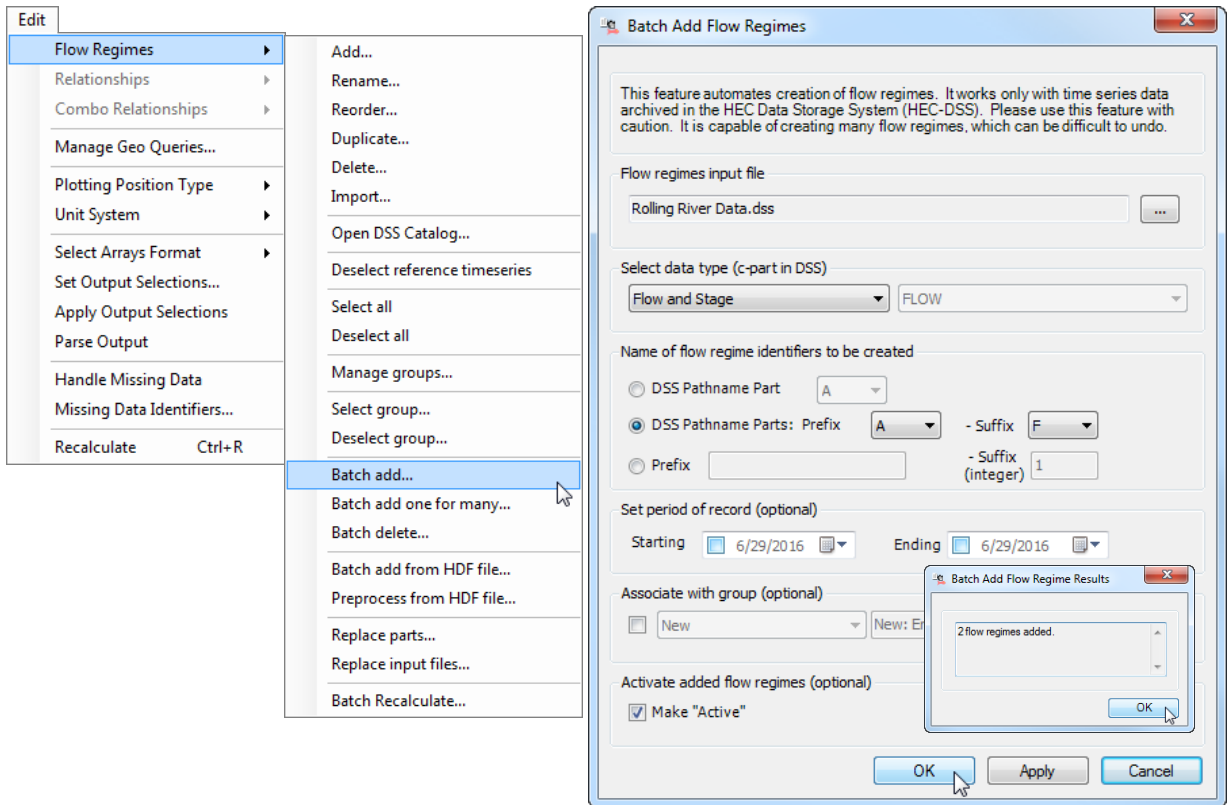 Edit
Flow Regimes
Relationships
Combo Relationships
Manage Geo Queries...
Plotting Position Type
Unit System
Select Arrays Format
Set Output Selections...
Apply Output Selections
Parse Output
Handle Missing Data
Missing Data Identifiers...
Recalculate Ctrl+R
Add...
Rename...
Reorder...
Duplicate...
Delete...
Import...
Open DSS Catalog...
Deselect reference timeseries
Select all
Deselect all
Manage groups...
Select group...
Deselect group...
Batch add...
Batch add one for many...
Batch delete...
Batch add from HDF file...
Preprocess from HDF file...
Replace parts...
Replace input files...
Batch Recalculate...
Batch Add Flow Regimes
This feature automates creation of flow regimes. It works only with time series data
archived in the HEC Data Storage System (HEC-DSS). Please use this feature with
caution. It is capable of creating many flow regimes, which can be difficult to undo.
Flow regimes input file
Rolling River Data.dss
...
Select data type (c-part in DSS)
Flow and Stage FLOW
Name of flow regime identifiers to be created
DSS Pathname Part A
DSS Pathname Parts: Prefix A - Suffix F
Prefix - Suffix (integer) 1
Set period of record (optional)
Starting 6/29/2016 Ending 6/29/2016
Associate with group (optional)
New New: En
Activate added flow regimes (optional)
Make "Active"
OK Apply Cancel
Batch Add Flow Regime Results
2 flow regimes added.
OK